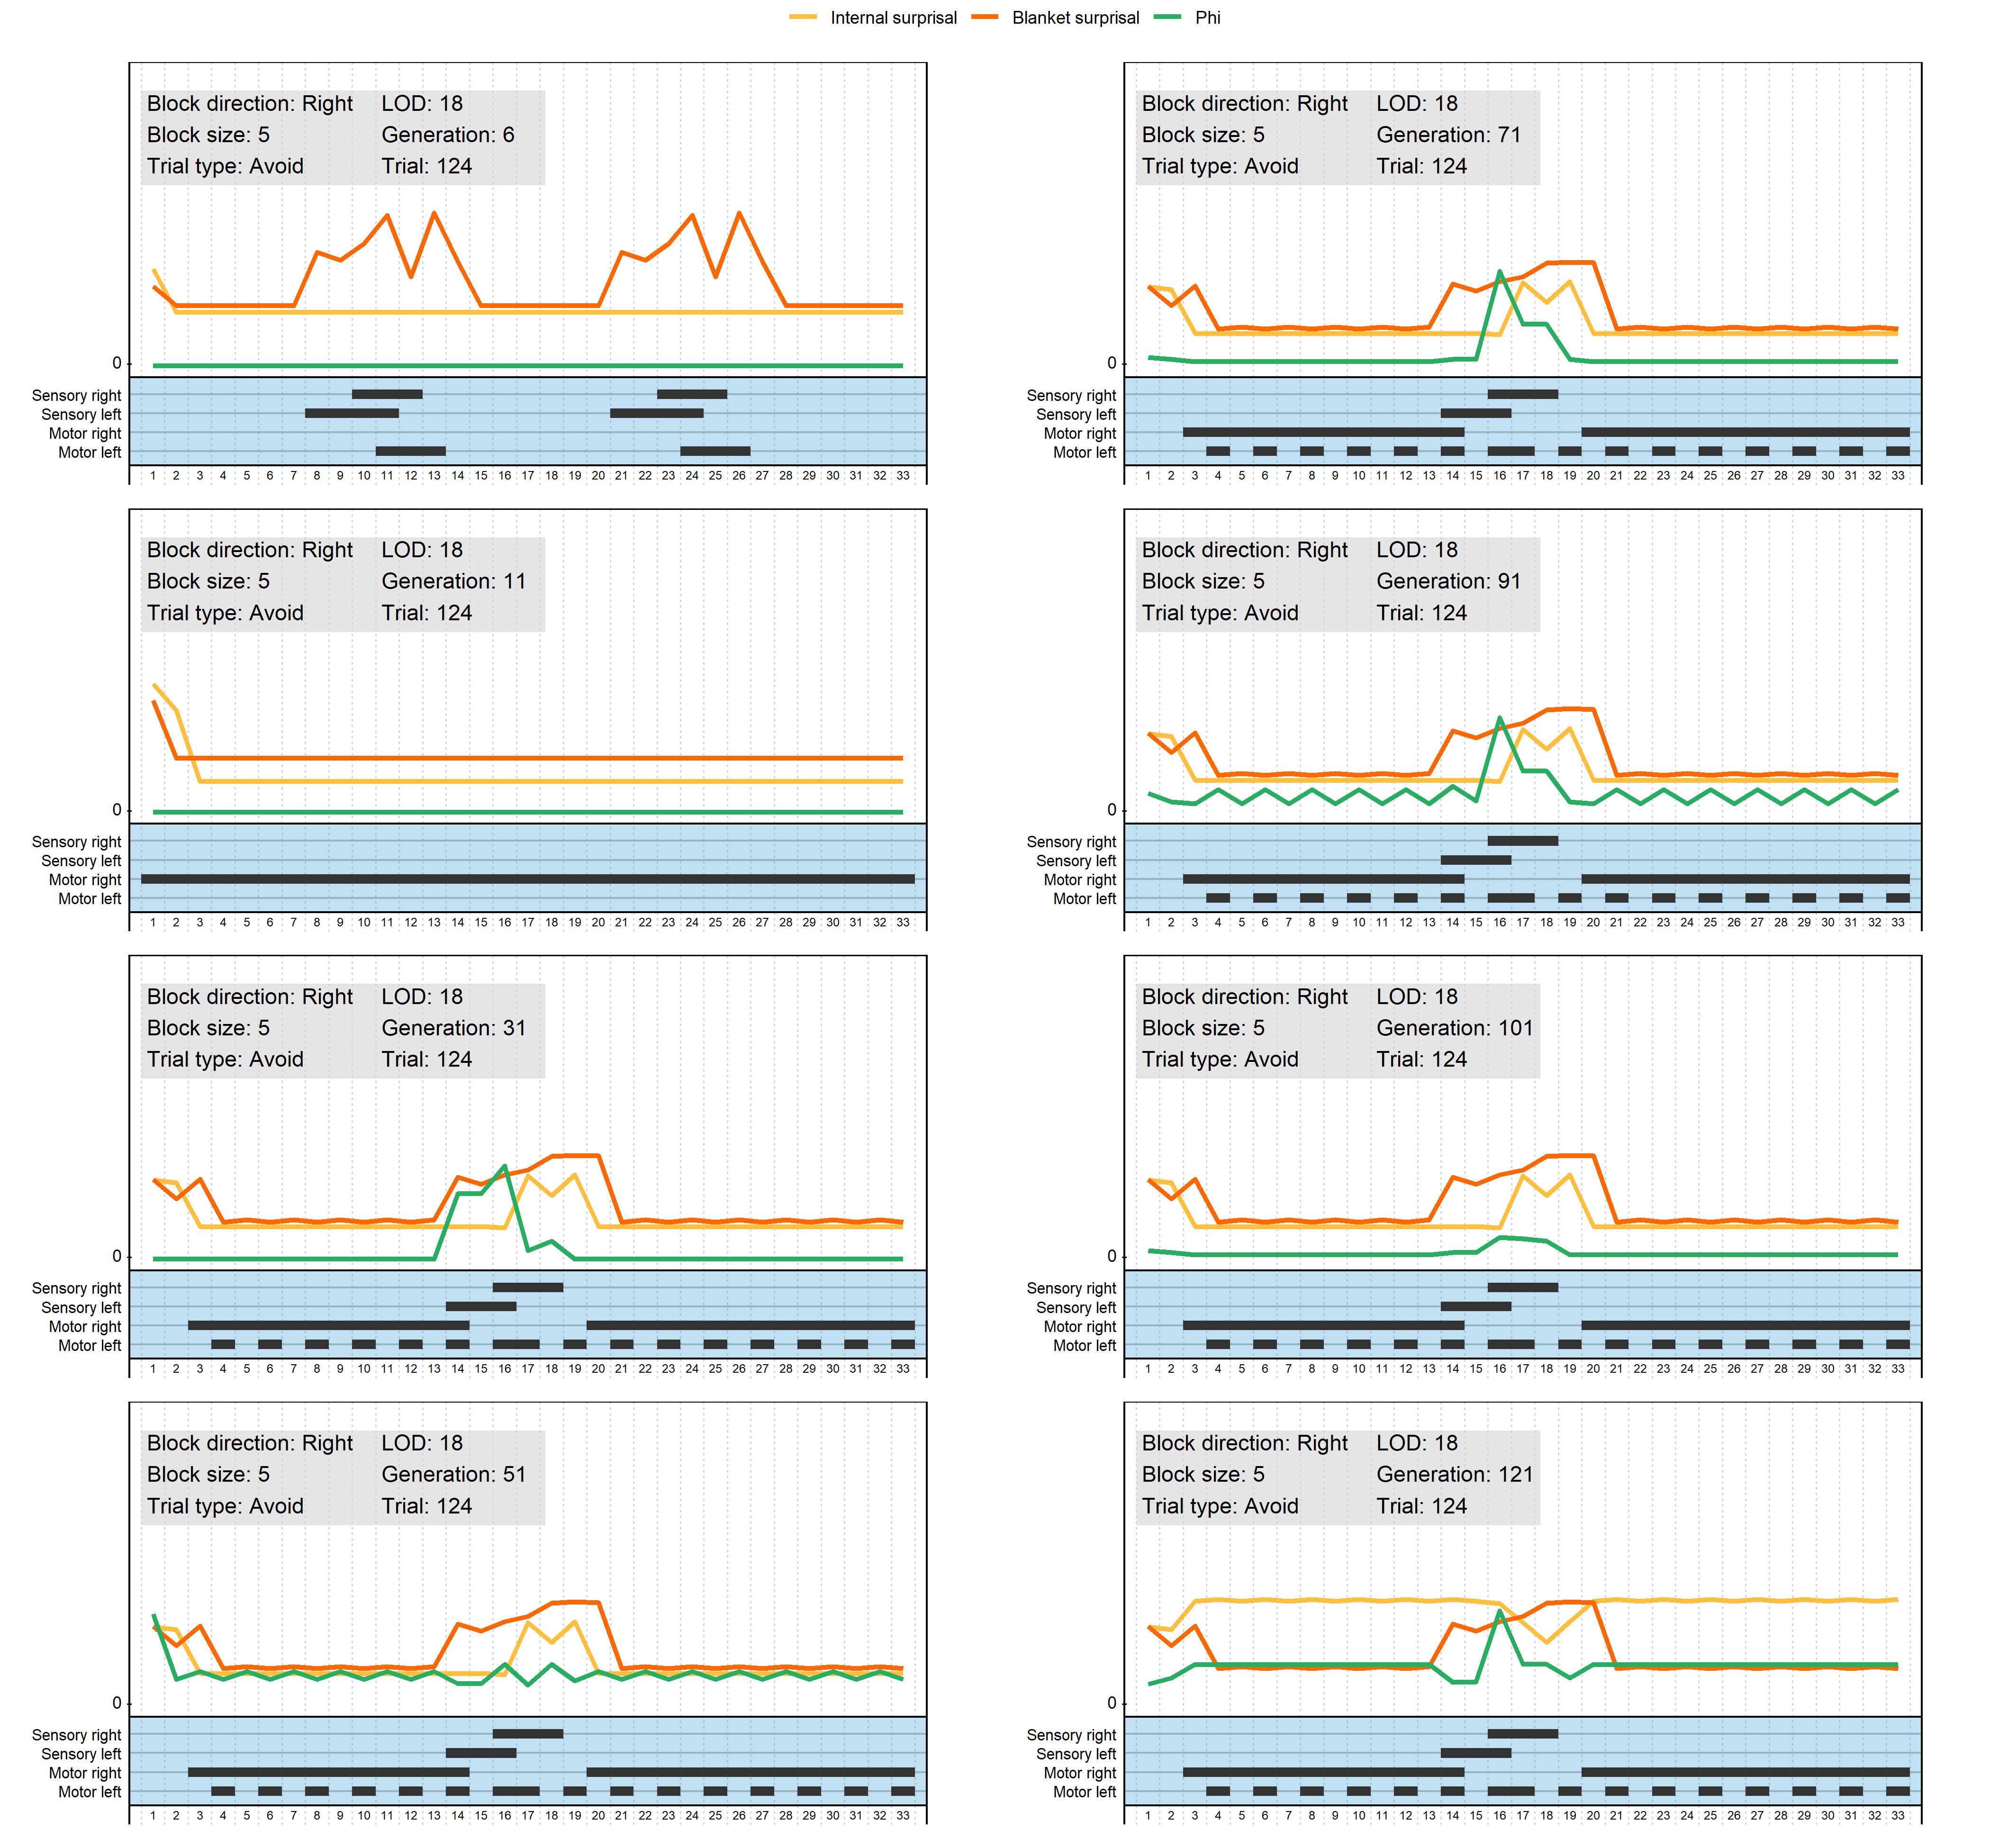 Internal surprisal Blanket surprisal Phi
Block direction: Right LOD: 18
Block size: 5 Generation: 6
Trial type: Avoid Trial: 124
0
Sensory right
Sensory left
Motor right
Motor left
1 2 3 4 5 6 7 8 9 10 11 12 13 14 15 16 17 18 19 20 21 22 23 24 25 26 27 28 29 30 31 32 33
Block direction: Right LOD: 18
Block size: 5 Generation: 71
Trial type: Avoid Trial: 124
0
Sensory right
Sensory left
Motor right
Motor left
1 2 3 4 5 6 7 8 9 10 11 12 13 14 15 16 17 18 19 20 21 22 23 24 25 26 27 28 29 30 31 32 33
Block direction: Right LOD: 18
Block size: 5 Generation: 11
Trial type: Avoid Trial: 124
0
Sensory right
Sensory left
Motor right
Motor left
1 2 3 4 5 6 7 8 9 10 11 12 13 14 15 16 17 18 19 20 21 22 23 24 25 26 27 28 29 30 31 32 33
Block direction: Right LOD: 18
Block size: 5 Generation: 91
Trial type: Avoid Trial: 124
0
Sensory right
Sensory left
Motor right
Motor left
1 2 3 4 5 6 7 8 9 10 11 12 13 14 15 16 17 18 19 20 21 22 23 24 25 26 27 28 29 30 31 32 33
Block direction: Right LOD: 18
Block size: 5 Generation: 31
Trial type: Avoid Trial: 124
0
Sensory right
Sensory left
Motor right
Motor left
1 2 3 4 5 6 7 8 9 10 11 12 13 14 15 16 17 18 19 20 21 22 23 24 25 26 27 28 29 30 31 32 33
Block direction: Right LOD: 18
Block size: 5 Generation: 101
Trial type: Avoid Trial: 124
0
Sensory right
Sensory left
Motor right
Motor left
1 2 3 4 5 6 7 8 9 10 11 12 13 14 15 16 17 18 19 20 21 22 23 24 25 26 27 28 29 30 31 32 33
Block direction: Right LOD: 18
Block size: 5 Generation: 51
Trial type: Avoid Trial: 124
0
Sensory right
Sensory left
Motor right
Motor left
1 2 3 4 5 6 7 8 9 10 11 12 13 14 15 16 17 18 19 20 21 22 23 24 25 26 27 28 29 30 31 32 33
Block direction: Right LOD: 18
Block size: 5 Generation: 121
Trial type: Avoid Trial: 124
0
Sensory right
Sensory left
Motor right
Motor left
1 2 3 4 5 6 7 8 9 10 11 12 13 14 15 16 17 18 19 20 21 22 23 24 25 26 27 28 29 30 31 32 33